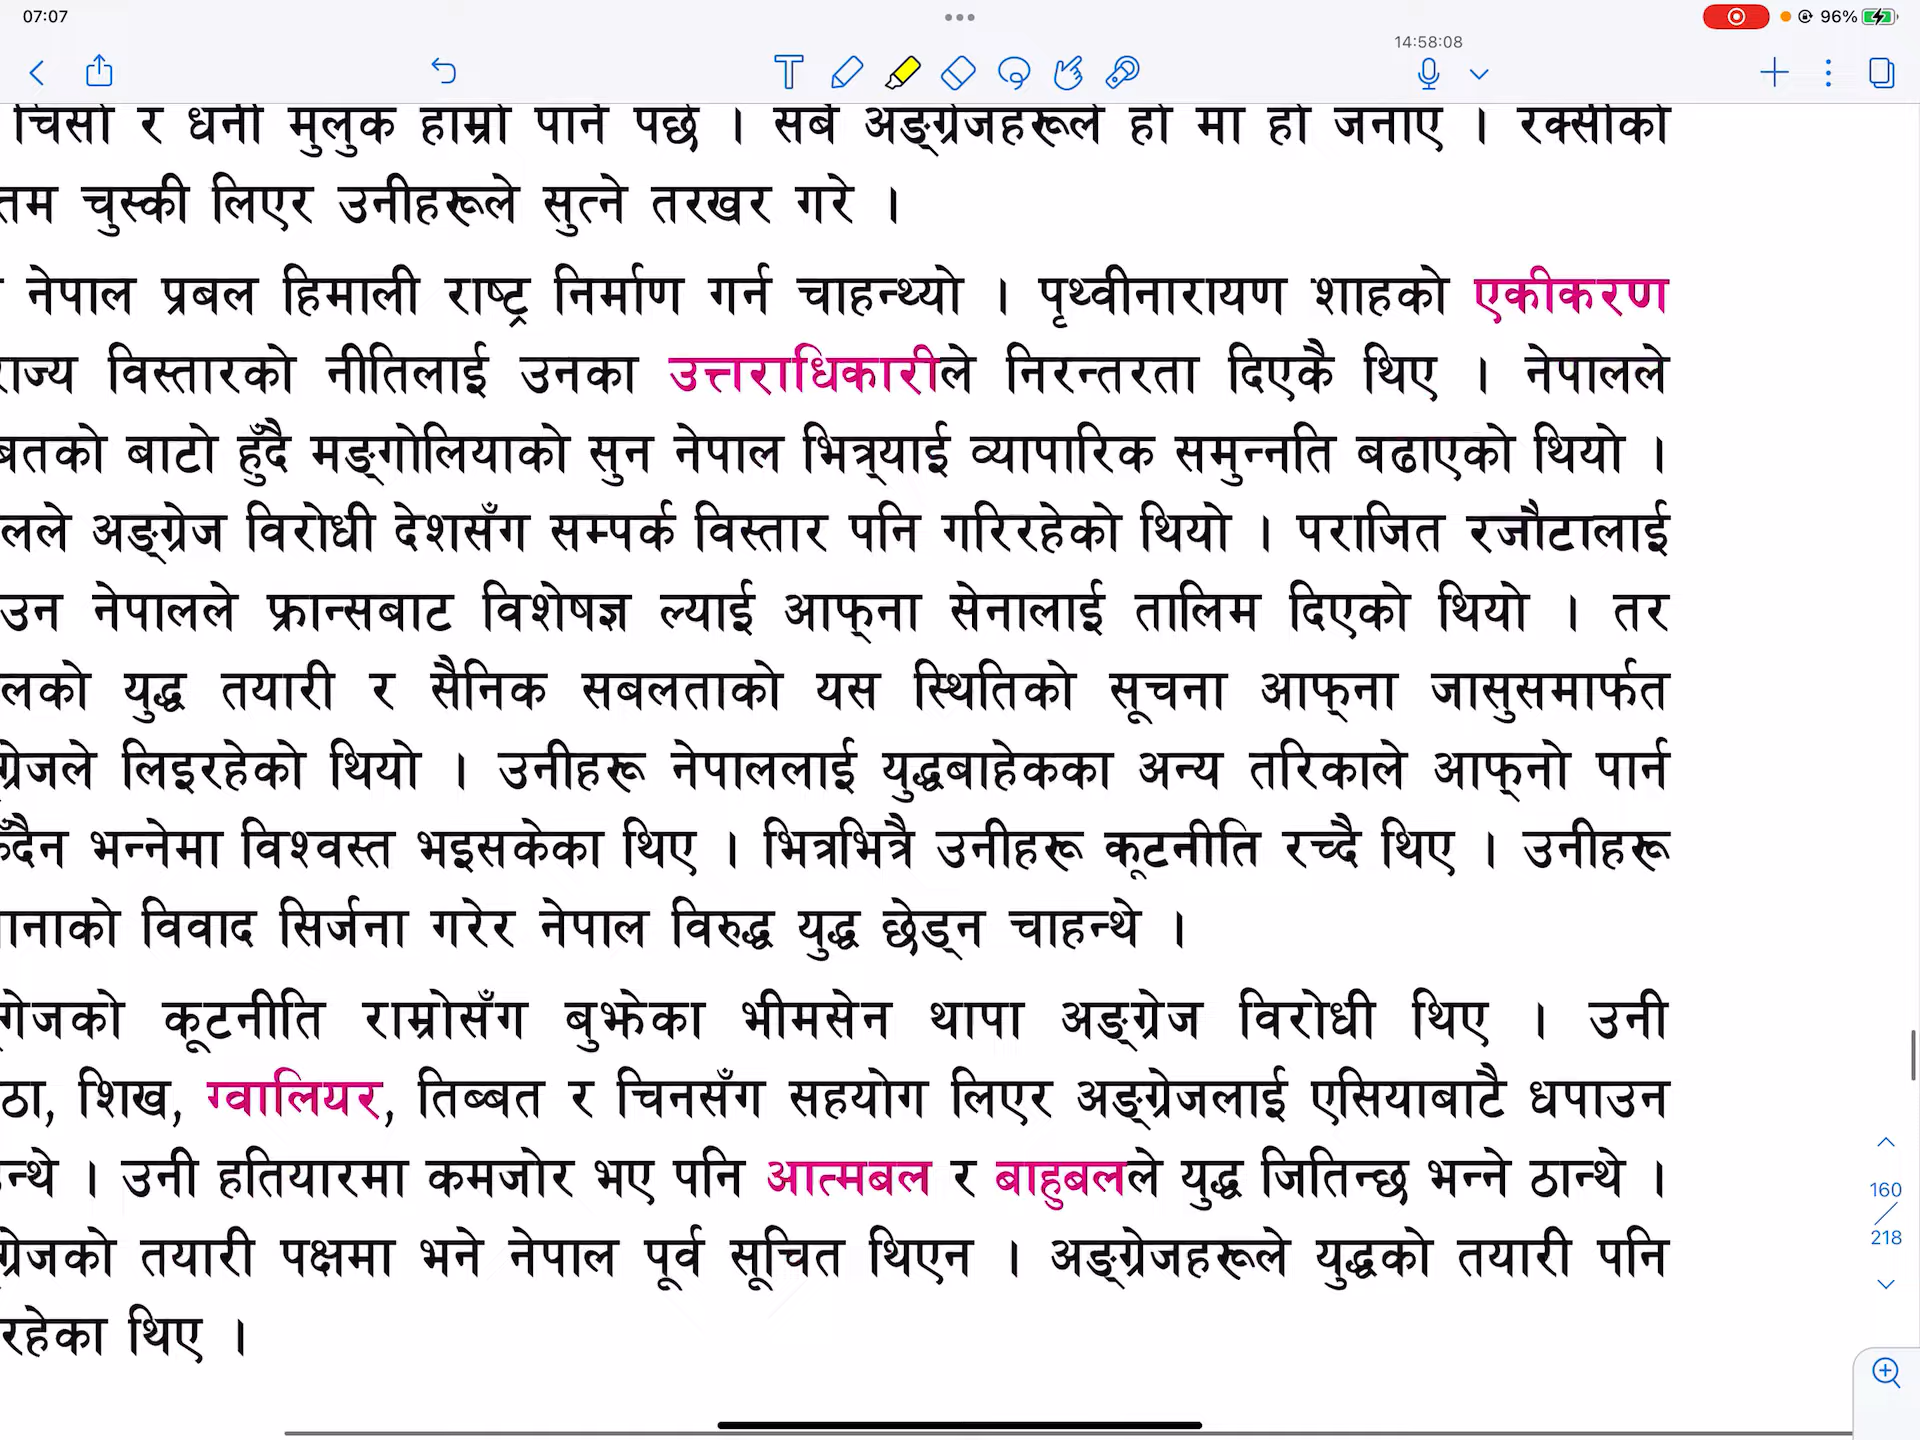 07:07
96%
14:58:08
चिसो र धनी मुलुक हाम्रो पार्नै पर्छ । सबै अङ्ग्रेजहरूले हो मा हो जनाए । रक्सीको
चुस्की लिएर उनीहरूले सुत्ने तरखर गरे ।
नेपाल प्रबल हिमाली राष्ट्र निर्माण गर्न चाहन्थ्यो । पृथ्वीनारायण शाहको एकीकरण
राज्य विस्तारको नीतिलाई उनका उत्तराधिकारीले निरन्तरता दिएकै थिए । नेपालले
बतको बाटो हुँदै मङ्गोलियाको सुन नेपाल भित्र्याई व्यापारिक समुन्नति बढाएको थियो ।
लले अङ्ग्रेज विरोधी देशसँग सम्पर्क विस्तार पनि गरिरहेको थियो । पराजित रजौटालाई
उन नेपालले फ्रान्सबाट विशेषज्ञ ल्याई आफ्ना सेनालाई तालिम दिएको थियो । तर
लको युद्ध तयारी र सैनिक सबलताको यस स्थितिको सूचना आफ्ना जासुसमार्फत
ग्रेजले लिइरहेको थियो । उनीहरू नेपाललाई युद्धबाहेकका अन्य तरिकाले आफ्नो पार्न
भन्नेमा विश्वस्त भइसकेका थिए । भित्रभित्रै उनीहरू कूटनीति रच्दै थिए । उनीहरू
मानाको विवाद सिर्जना गरेर नेपाल विरुद्ध युद्ध छेड्न चाहन्थे ।
ग्रेजको कूटनीति राम्रोसँग बुझेका भीमसेन थापा अङ्ग्रेज विरोधी थिए । उनी
ठा, शिख, ग्वालियर, तिब्बत र चिनसँग सहयोग लिएर अङ्ग्रेजलाई एसियाबाटै धपाउन
न्थे । उनी हतियारमा कमजोर भए पनि आत्मबल र बाहुबलले युद्ध जितिन्छ भन्ने ठान्थे ।
ग्रेजको तयारी पक्षमा भने नेपाल पूर्व सूचित थिएन । अङ्ग्रेजहरूले युद्धको तयारी पनि
रहेका थिए ।
160
218